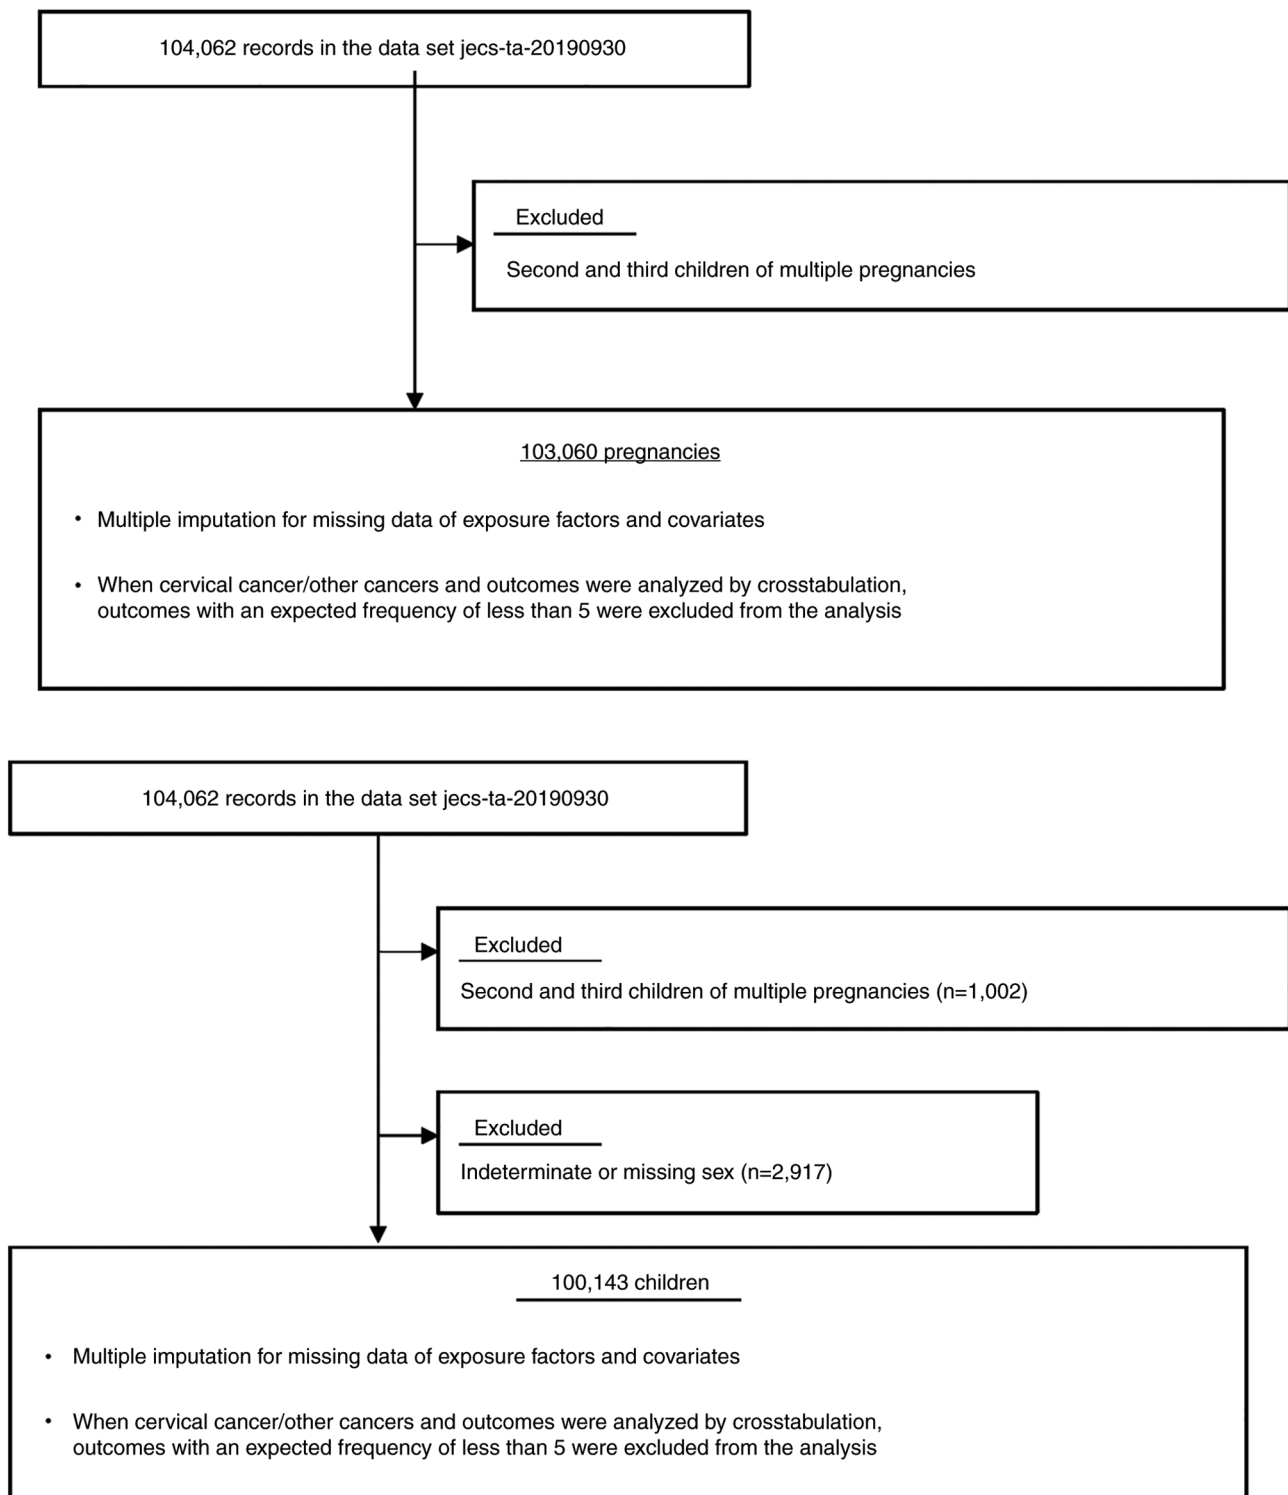 104,062 records in the data set jecs-ta-20190930
Excluded
Second and third children of multiple pregnancies
103,060 pregnancies
• Multiple imputation for missing data of exposure factors and covariates
• When cervical cancer/other cancers and outcomes were analyzed by crosstabulation,
outcomes with an expected frequency of less than 5 were excluded from the analysis
104,062 records in the data set jecs-ta-20190930
Excluded
Second and third children of multiple pregnancies (n=1,002)
Excluded
Indeterminate or missing sex (n=2,917)
100,143 children
• Multiple imputation for missing data of exposure factors and covariates
• When cervical cancer/other cancers and outcomes were analyzed by crosstabulation,
outcomes with an expected frequency of less than 5 were excluded from the analysis